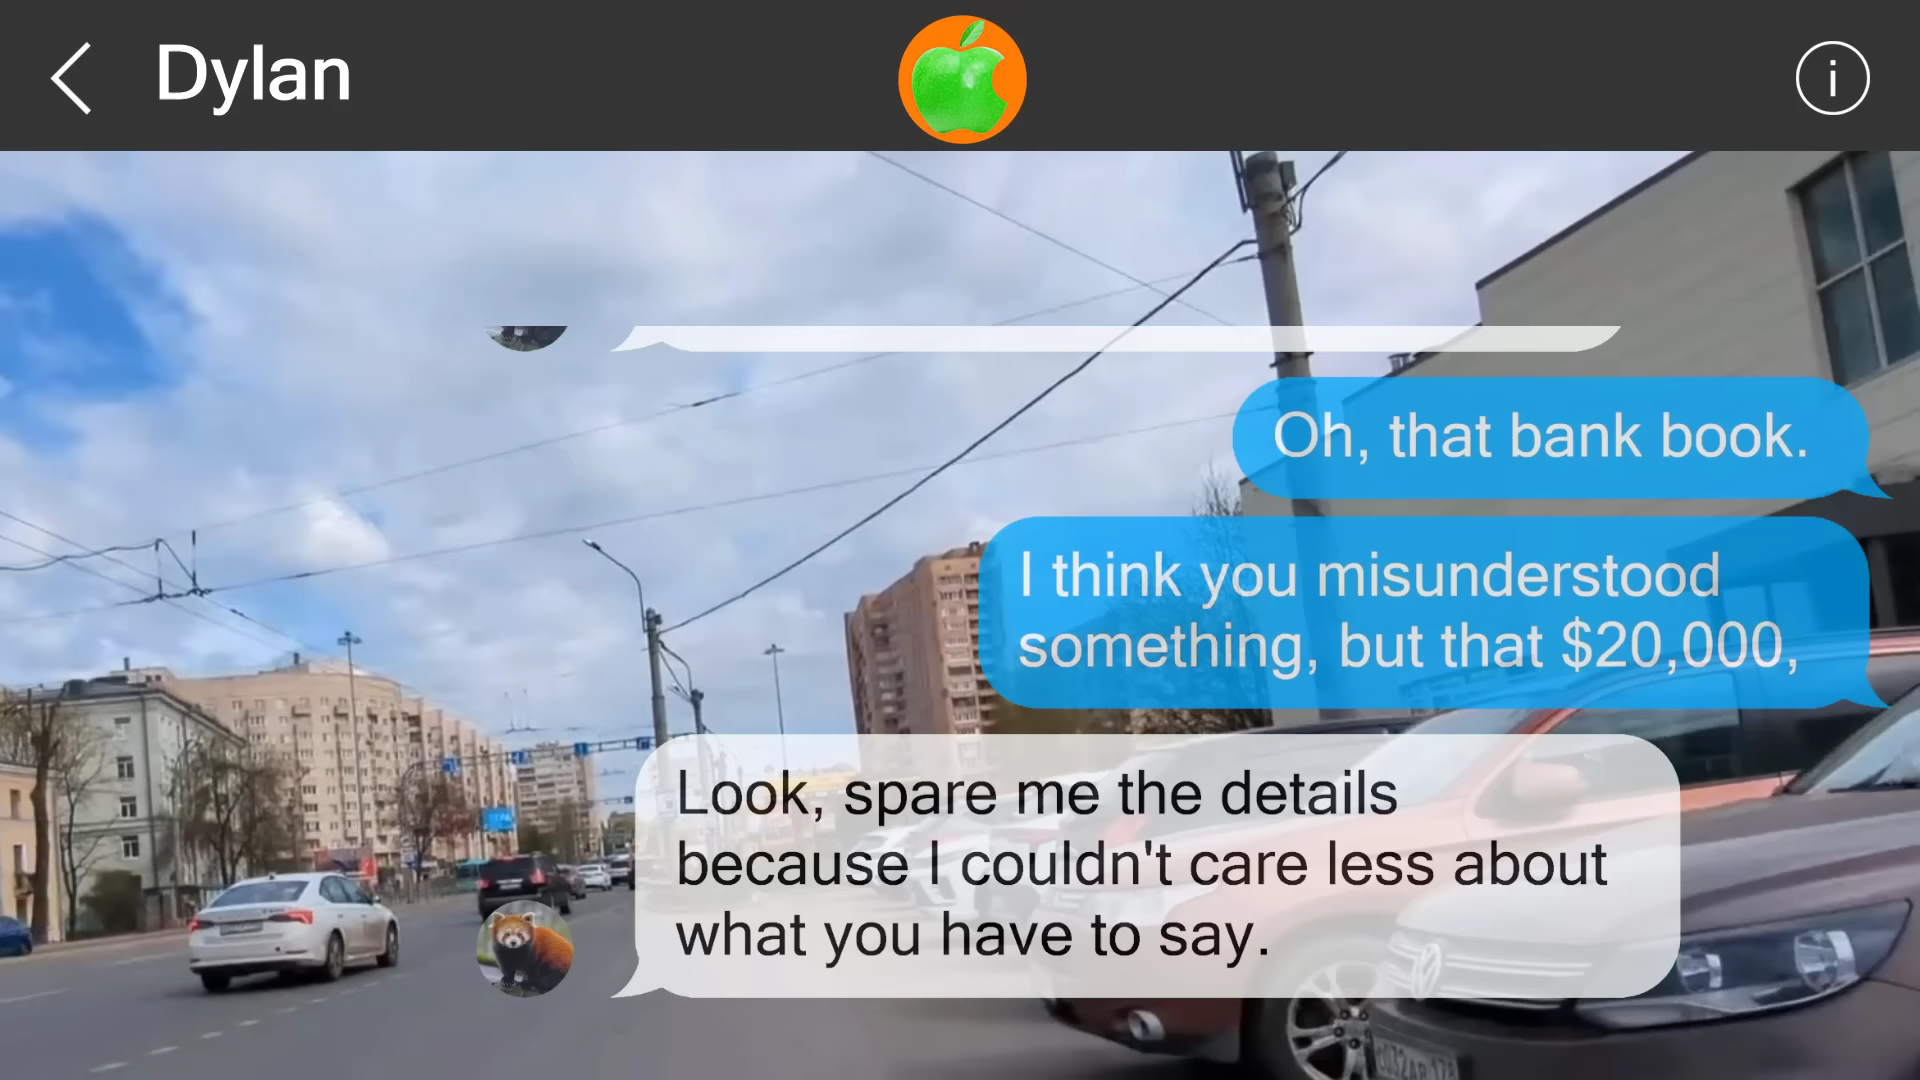 Dylan
i
Oh, that bank book.
I think you misunderstood
something, but that $20,000,
Look, spare me the details
because I couldn't care less about
what you have to say.